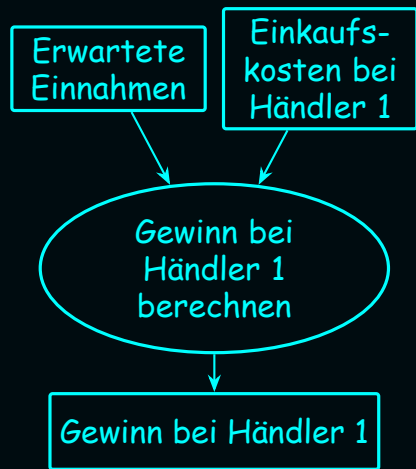 Erwartete
Einnahmen
Einkaufs-
kosten bei
Händler 1
Gewinn bei
Händler 1
berechnen
Gewinn bei Händler 1